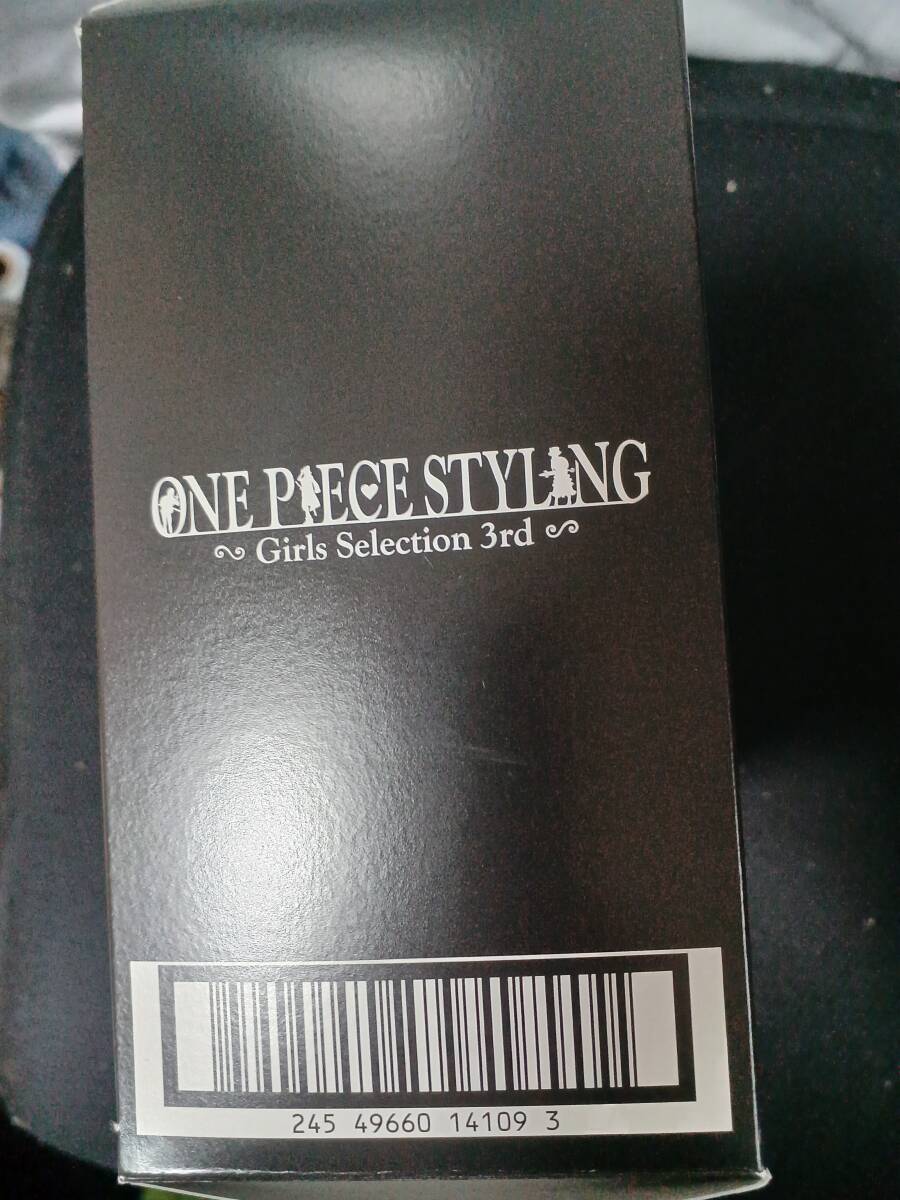 ONE PIECE STYLING
~ Girls Selection 3rd ~
245 49660 14109 3